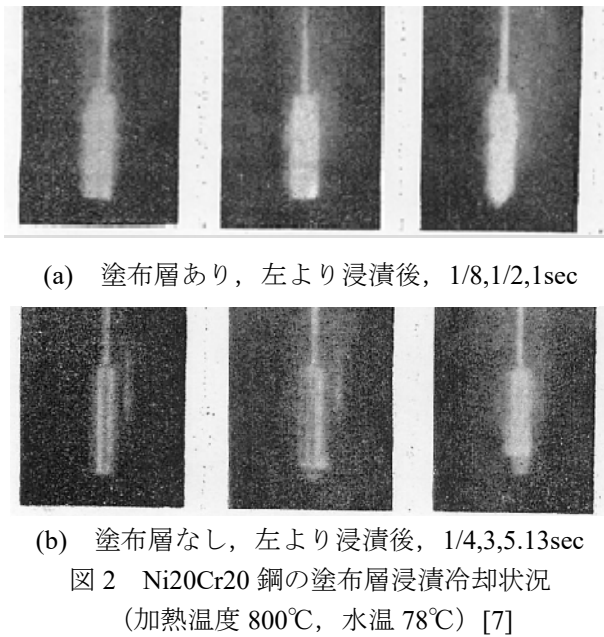 (a) 塗布層あり，左より浸漬後，1/8,1/2,1sec
(b) 塗布層なし，左より浸漬後，1/4,3,5.13sec
図 2 Ni20Cr20 鋼の塗布層浸漬冷却状況
（加熱温度 800℃，水温 78℃）[7]